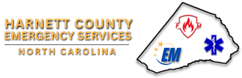 HARNETT COUNTY
EMERGENCY SERVICES
NORTH CAROLINA
EM